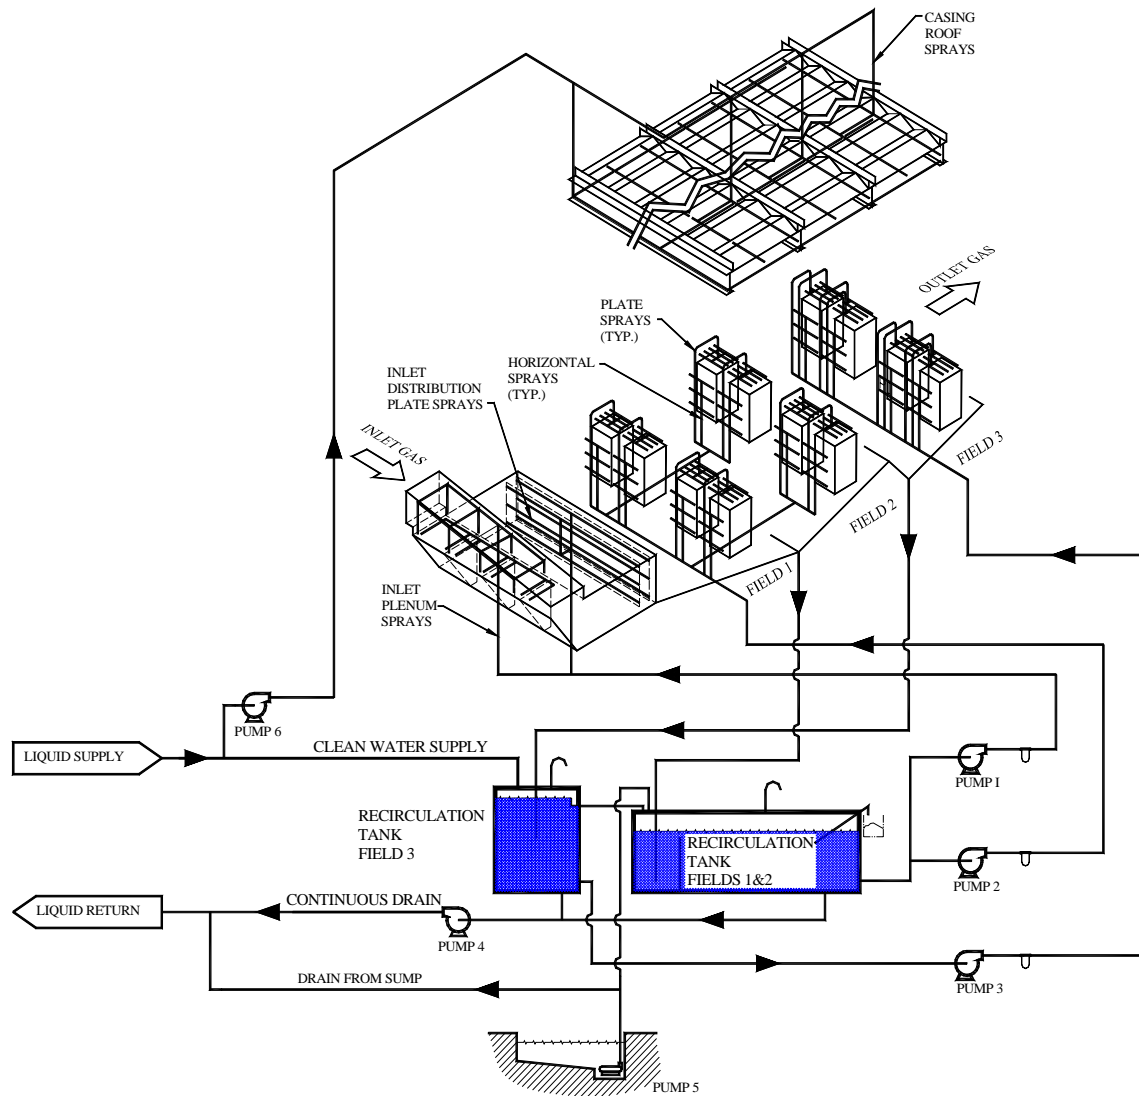 CASING
ROOF
SPRAYS
OUTLET GAS
PLATE
SPRAYS
(TYP.)
HORIZONTAL
SPRAYS
(TYP.)
INLET
DISTRIBUTION
PLATE SPRAYS
INLET GAS
FIELD 3
FIELD 2
FIELD 1
INLET
PLENUM
SPRAYS
PUMP 6
LIQUID SUPPLY
CLEAN WATER SUPPLY
PUMP 1
RECIRCULATION
TANK
FIELD 3
RECIRCULATION
TANK
FIELDS 1&2
PUMP 2
LIQUID RETURN
CONTINUOUS DRAIN
PUMP 4
DRAIN FROM SUMP
PUMP 3
PUMP 5